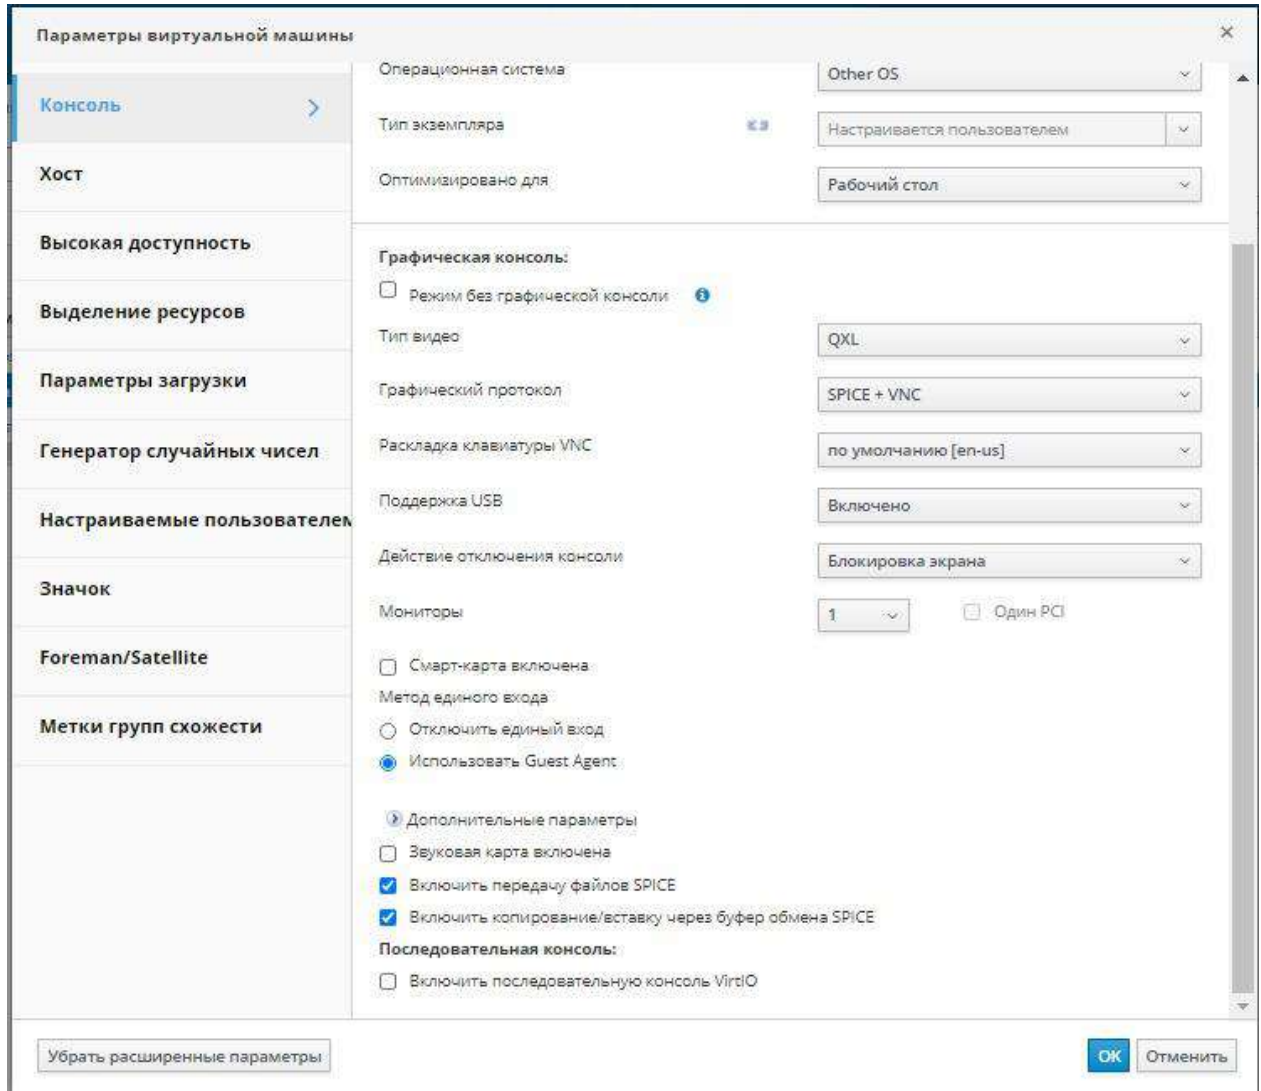 Параметры виртуальной машины
Операционная система
Other OS
Консоль
Тип экземпляра
Настраивается пользователем
Хост
Оптимизировано для
Рабочий стол
Высокая доступность
Графическая консоль:
Режим без графической консоли
Выделение ресурсов
Тип видео
QXL
Параметры загрузки
Графический протокол
SPICE + VNC
Генератор случайных чисел
Раскладка клавиатуры VNC
по умолчанию [en-us]
Настраиваемые пользователем
Поддержка USB
Включено
Действие отключения консоли
Блокировка экрана
Значок
Мониторы
1
Один PCI
Foreman/Satellite
Смарт-карта включена
Метод единого входа
Метки групп схожести
Отключить единый вход
Использовать Guest Agent
Дополнительные параметры
Звуковая карта включена
Включить передачу файлов SPICE
Включить копирование/вставку через буфер обмена SPICE
Последовательная консоль:
Включить последовательную консоль VirtIO
Убрать расширенные параметры
OK
Отменить